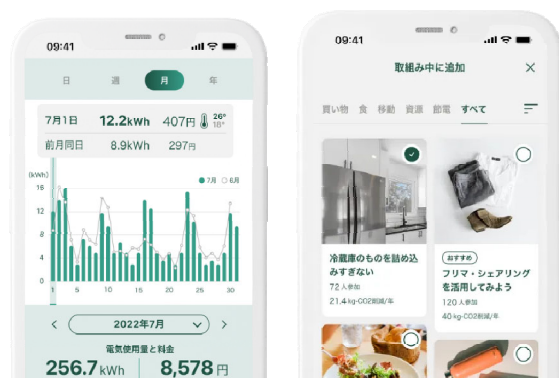 09:41
日 週 月 年
7月1日 12.2kWh 407円 26° 18°
前月同日 8.9kWh 297円
(kWh)
7月 6月
16
12
8
4
0
1 5 10 15 20 25 30
2022年7月
電気使用量と料金
256.7kWh 8,578円
09:41
取組み中に追加
買い物 食 移動 資源 節電 すべて
冷蔵庫のものを詰め込
みすぎない
72人参加
21.4kg-CO2削減/年
おすすめ
フリマ・シェアリング
を活用してみよう
120人参加
40kg-CO2削減/年